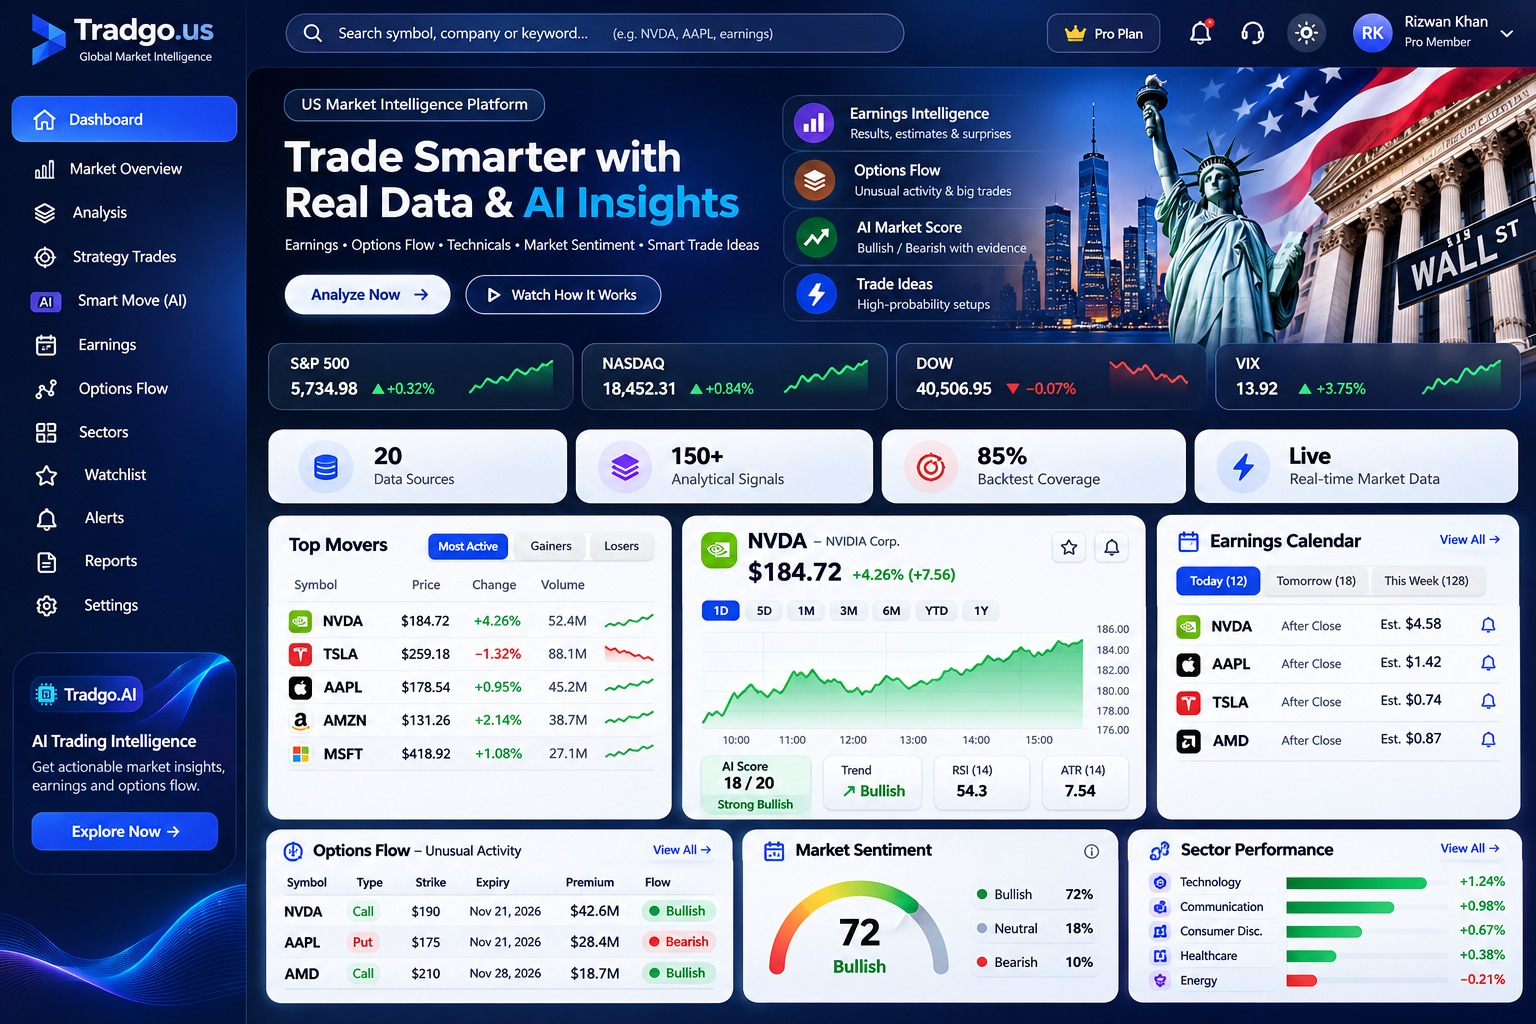 Tradgo.us
Global Market Intelligence
Search symbol, company or keyword... (e.g. NVDA, AAPL, earnings)
Pro Plan
RK
Rizwan Khan
Pro Member
Dashboard
Market Overview
Analysis
Strategy Trades
AI Smart Move (AI)
Earnings
Options Flow
Sectors
Watchlist
Alerts
Reports
Settings
Tradgo.AI
AI Trading Intelligence
Get actionable market insights,
earnings and options flow.
Explore Now →
US Market Intelligence Platform
Trade Smarter with
Real Data & AI Insights
Earnings • Options Flow • Technicals • Market Sentiment • Smart Trade Ideas
Analyze Now →
Watch How It Works
Earnings Intelligence
Results, estimates & surprises
Options Flow
Unusual activity & big trades
AI Market Score
Bullish / Bearish with evidence
Trade Ideas
High-probability setups
WALL ST
S&P 500
5,734.98 ▲+0.32%
NASDAQ
18,452.31 ▲+0.84%
DOW
40,506.95 ▼ −0.07%
VIX
13.92 ▲ +3.75%
20
Data Sources
150+
Analytical Signals
85%
Backtest Coverage
Live
Real-time Market Data
Top Movers Most Active Gainers Losers
Symbol Price Change Volume
NVDA $184.72 +4.26% 52.4M
TSLA $259.18 −1.32% 88.1M
AAPL $178.54 +0.95% 45.2M
AMZN $131.26 +2.14% 38.7M
MSFT $418.92 +1.08% 27.1M
NVDA – NVIDIA Corp.
$184.72 +4.26% (+7.56)
1D 5D 1M 3M 6M YTD 1Y
186.00
184.00
182.00
180.00
178.00
176.00
10:00 11:00 12:00 13:00 14:00 15:00
AI Score
18 / 20
Strong Bullish
Trend
↗ Bullish
RSI (14)
54.3
ATR (14)
7.54
Earnings Calendar View All →
Today (12) Tomorrow (18) This Week (128)
NVDA After Close Est. $4.58
AAPL After Close Est. $1.42
TSLA After Close Est. $0.74
AMD After Close Est. $0.87
Options Flow – Unusual Activity View All →
Symbol Type Strike Expiry Premium Flow
NVDA Call $190 Nov 21, 2026 $42.6M Bullish
AAPL Put $175 Nov 21, 2026 $28.4M Bearish
AMD Call $210 Nov 28, 2026 $18.7M Bullish
Market Sentiment
72
Bullish
Bullish 72%
Neutral 18%
Bearish 10%
Sector Performance View All →
Technology +1.24%
Communication +0.98%
Consumer Disc. +0.67%
Healthcare +0.38%
Energy −0.21%